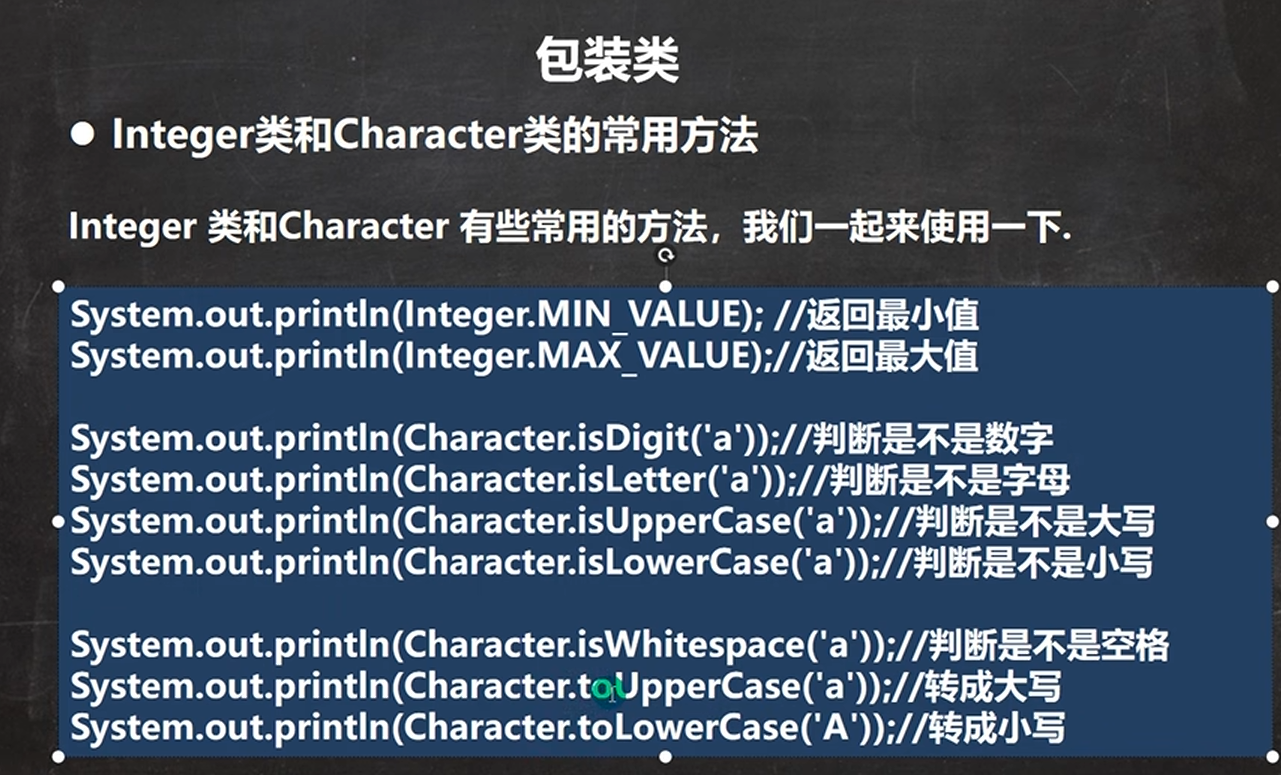 包装类
● Integer类和Character类的常用方法
Integer 类和Character 有些常用的方法，我们一起来使用一下.
System.out.println(Integer.MIN_VALUE); //返回最小值
System.out.println(Integer.MAX_VALUE);//返回最大值
System.out.println(Character.isDigit('a'));//判断是不是数字
System.out.println(Character.isLetter('a'));//判断是不是字母
System.out.println(Character.isUpperCase('a'));//判断是不是大写
System.out.println(Character.isLowerCase('a'));//判断是不是小写
System.out.println(Character.isWhitespace('a'));//判断是不是空格
System.out.println(Character.toUpperCase('a'));//转成大写
System.out.println(Character.toLowerCase('A'));//转成小写